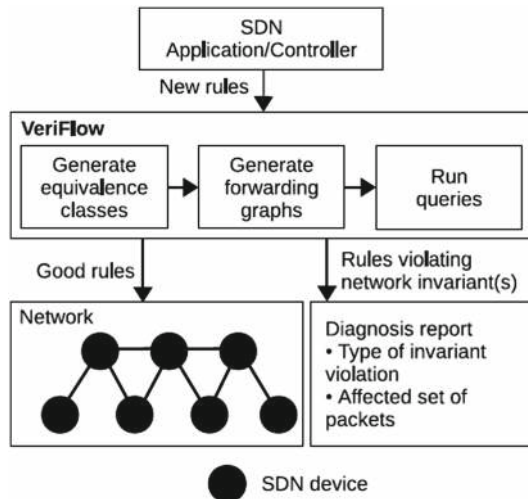 SDN
Application/Controller
New rules
VeriFlow
Generate
equivalence
classes
Generate
forwarding
graphs
Run
queries
Good rules
Rules violating
network invariant(s)
Network
Diagnosis report
• Type of invariant
violation
• Affected set of
packets
SDN device